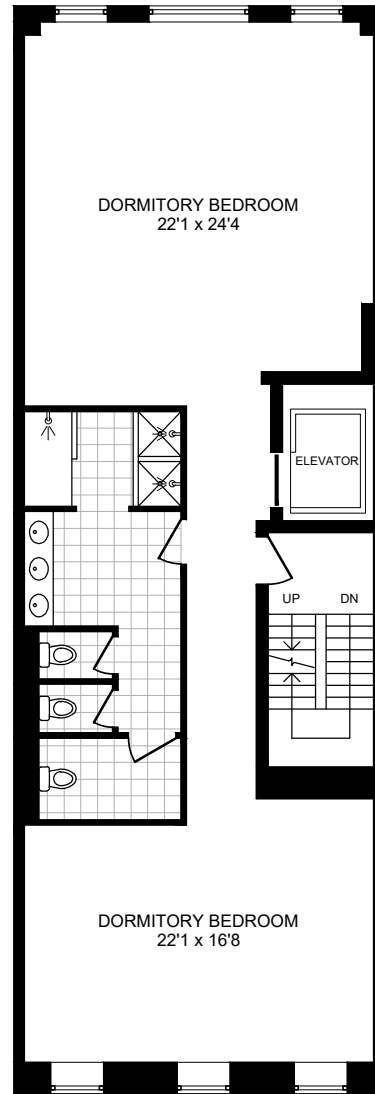 DORMITORY BEDROOM
22'1 x 24'4
ELEVATOR
UP DN
DORMITORY BEDROOM
22'1 x 16'8